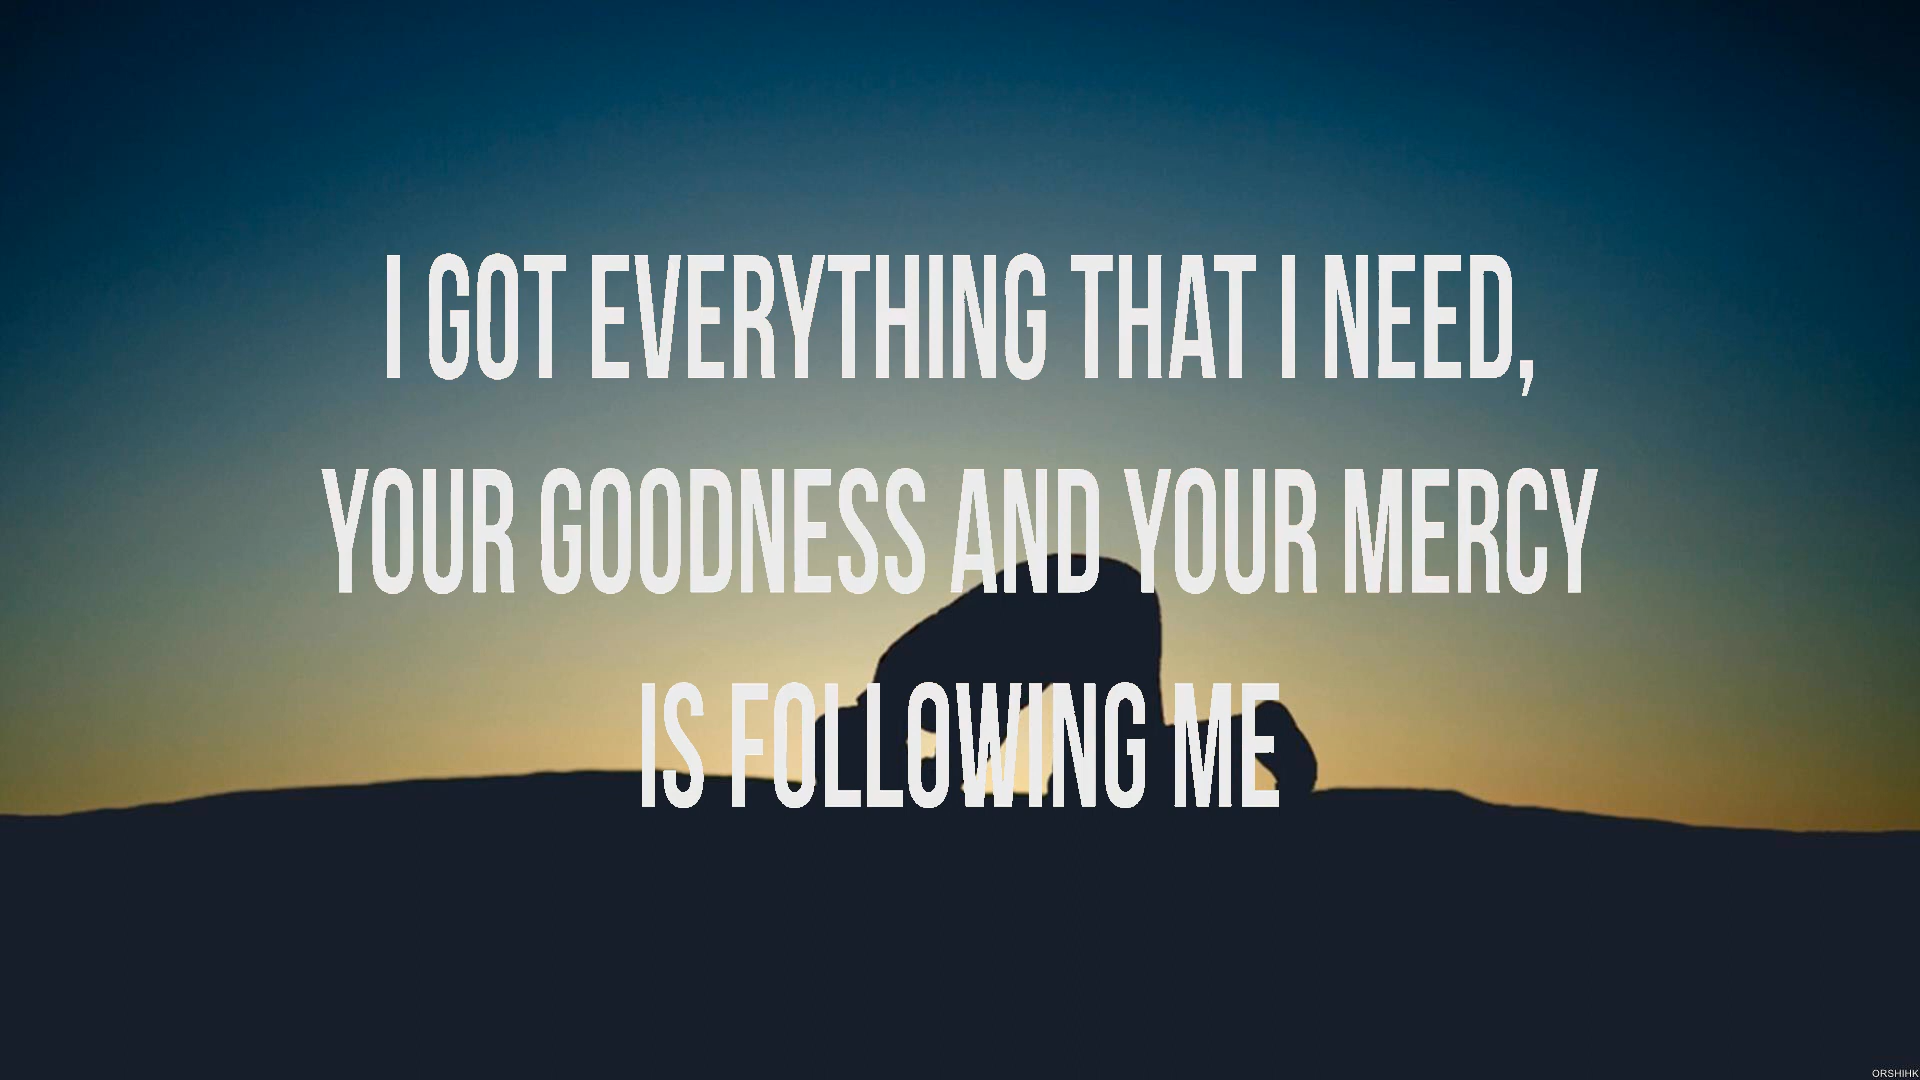 I GOT EVERYTHING THAT I NEED,
YOUR GOODNESS AND YOUR MERCY
IS FOLLOWING ME
ORSHIHK